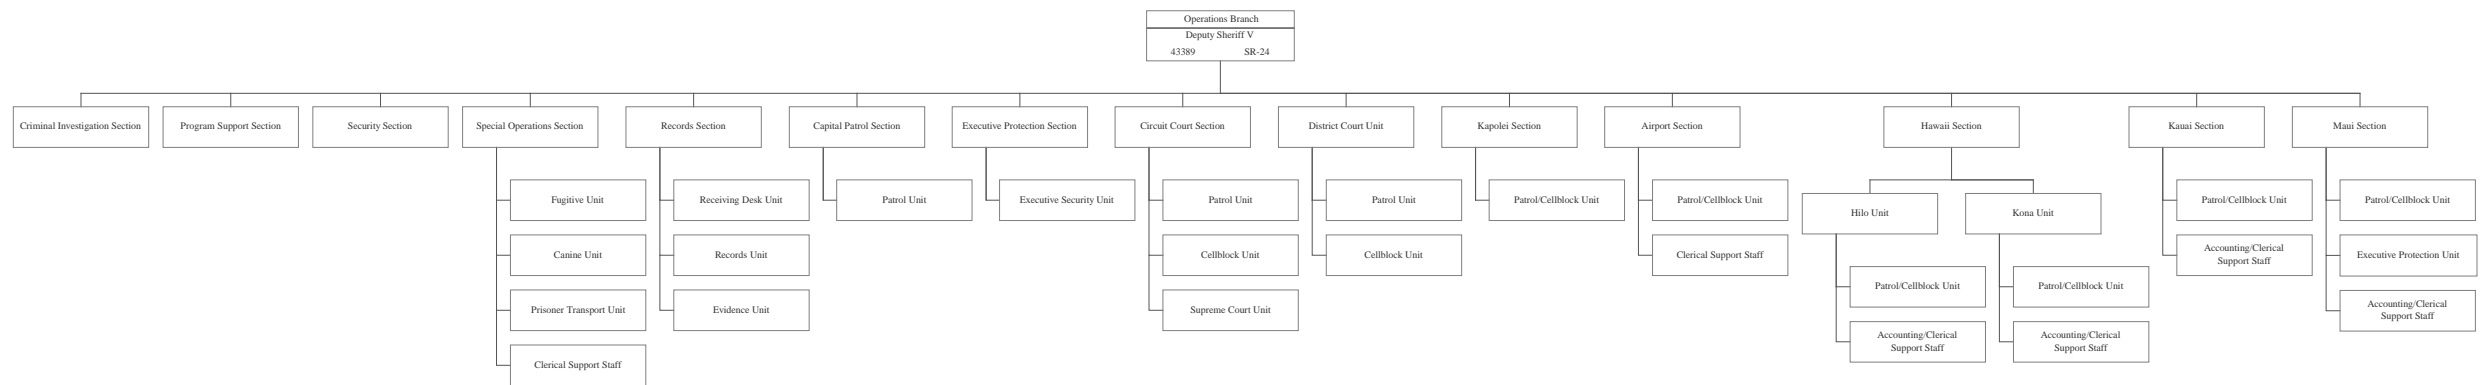 Operations Branch
Deputy Sheriff V
43389 SR-24
Criminal Investigation Section
Program Support Section
Security Section
Special Operations Section
Records Section
Capital Patrol Section
Executive Protection Section
Circuit Court Section
District Court Unit
Kapolei Section
Airport Section
Hawaii Section
Kauai Section
Maui Section
Fugitive Unit
Canine Unit
Prisoner Transport Unit
Clerical Support Staff
Receiving Desk Unit
Records Unit
Evidence Unit
Patrol Unit
Executive Security Unit
Patrol Unit
Cellblock Unit
Supreme Court Unit
Patrol Unit
Cellblock Unit
Patrol/Cellblock Unit
Patrol/Cellblock Unit
Clerical Support Staff
Hilo Unit
Patrol/Cellblock Unit
Accounting/Clerical
Support Staff
Kona Unit
Patrol/Cellblock Unit
Accounting/Clerical
Support Staff
Patrol/Cellblock Unit
Accounting/Clerical
Support Staff
Patrol/Cellblock Unit
Executive Protection Unit
Accounting/Clerical
Support Staff